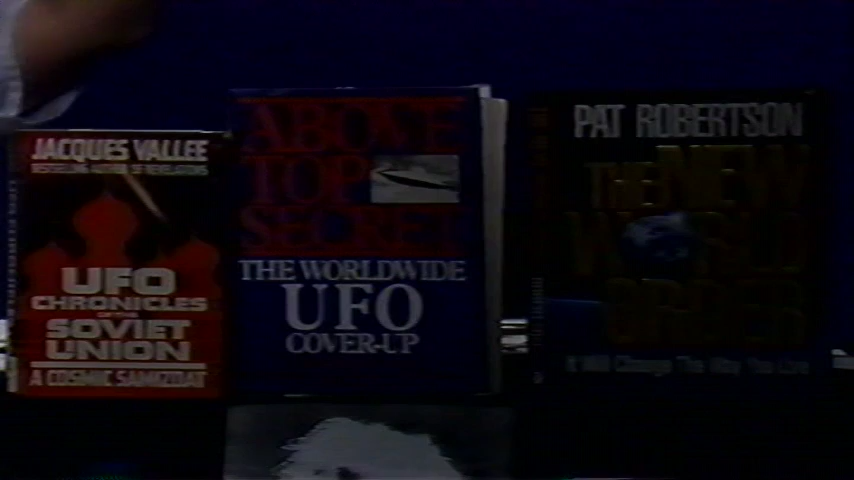 JACQUES VALLEE
BESTSELLING AUTHOR OF REVELATIONS
UFO
CHRONICLES
OF THE
SOVIET
UNION
A COSMIC SAMIZDAT
ABOVE
TOP
SECRET
THE WORLDWIDE
UFO
COVER-UP
PAT ROBERTSON
THE NEW
WORLD
ORDER
It Will Change The Way You Live